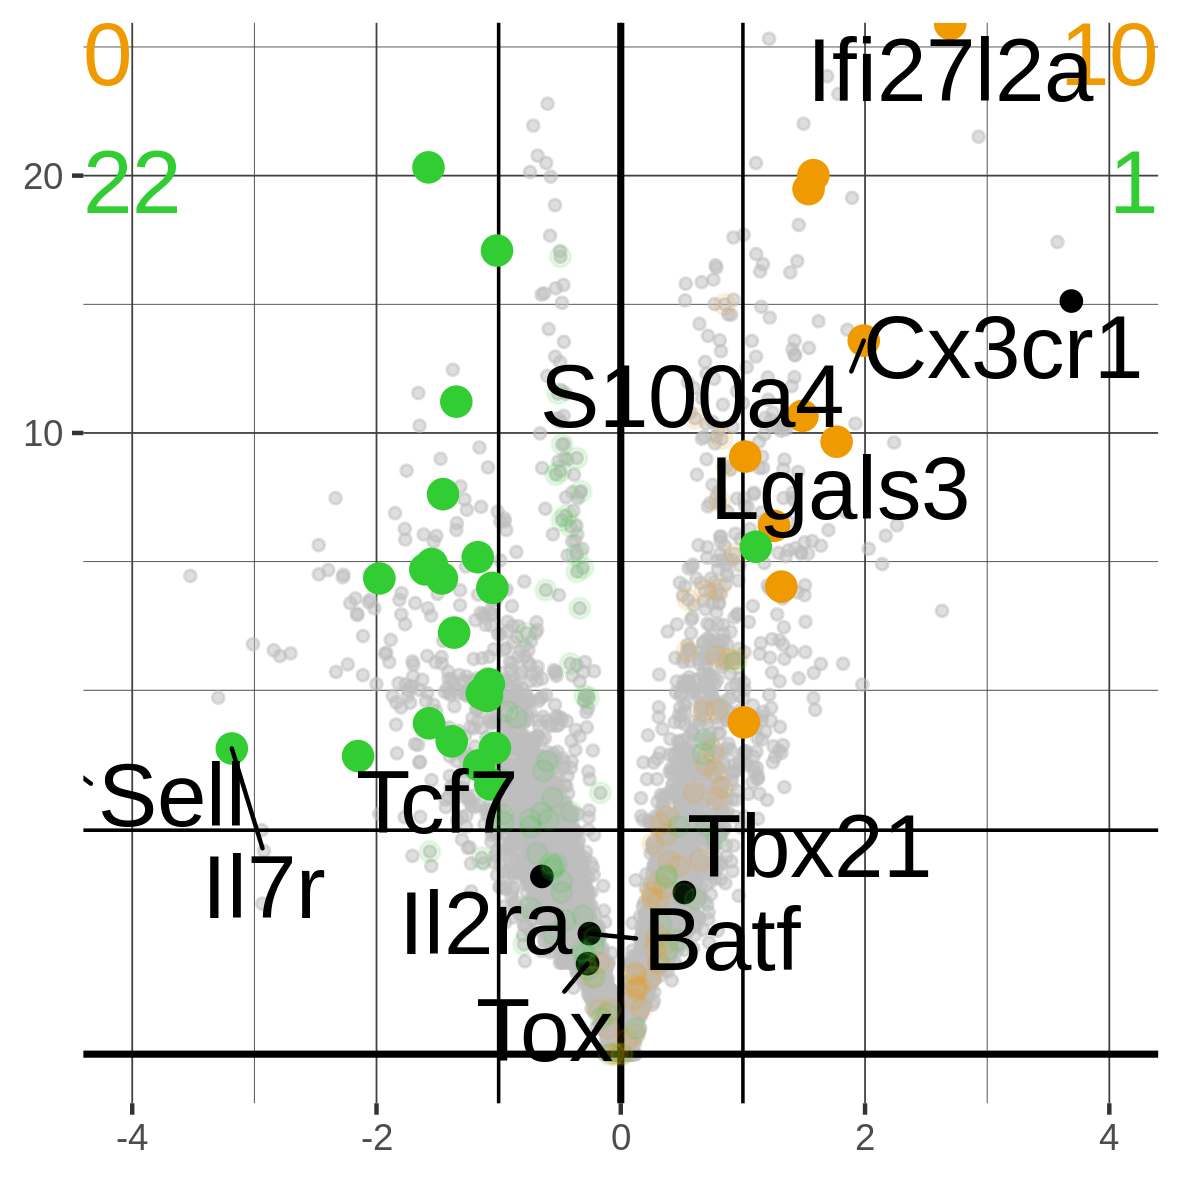 0
10
Ifi27l2a
22
1
20
Cx3cr1
S100a4
10
Lgals3
Sell
Tcf7
Tbx21
Il7r
Il2ra
Batf
Tox
-4 -2 0 2 4